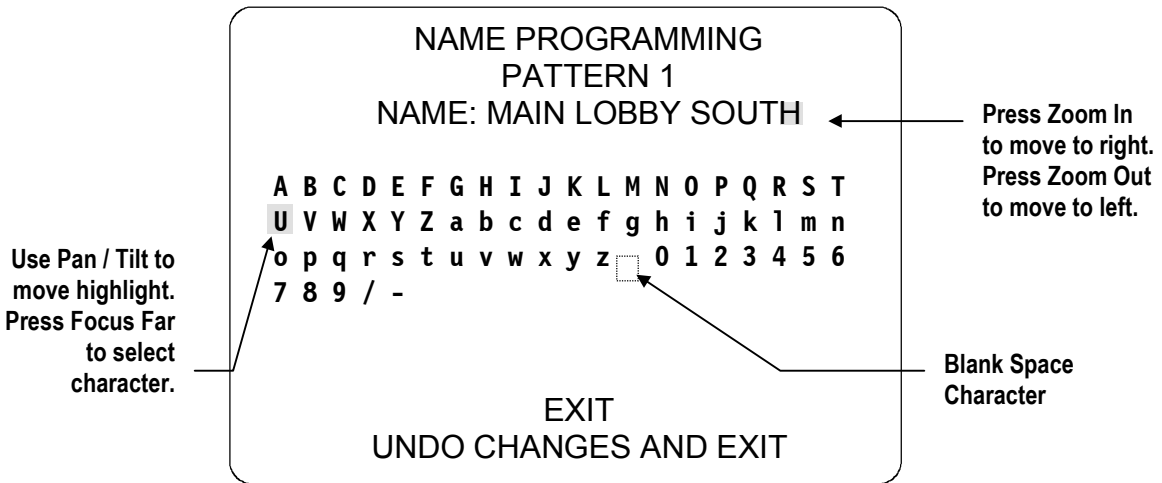 NAME PROGRAMMING
PATTERN 1
NAME: MAIN LOBBY SOUTH
Press Zoom In
to move to right.
Press Zoom Out
to move to left.
A B C D E F G H I J K L M N O P Q R S T
U V W X Y Z a b c d e f g h i j k l m n
o p q r s t u v w x y z 0 1 2 3 4 5 6
7 8 9 / -
Use Pan / Tilt to
move highlight.
Press Focus Far
to select
character.
Blank Space
Character
EXIT
UNDO CHANGES AND EXIT